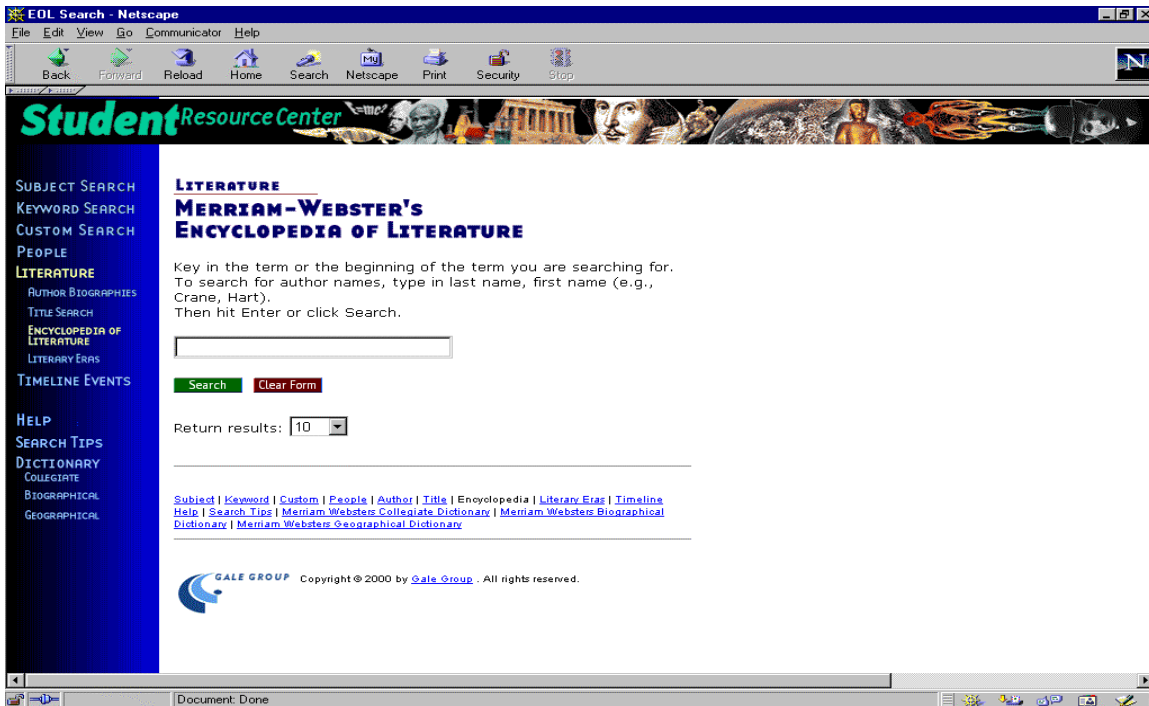 EOL Search - Netscape
File Edit View Go Communicator Help
Back Forward Reload Home Search Netscape Print Security Stop
My
N
Student Resource Center
SUBJECT SEARCH
KEYWORD SEARCH
CUSTOM SEARCH
PEOPLE
LITERATURE
AUTHOR BIOGRAPHIES
TITLE SEARCH
ENCYCLOPEDIA OF
LITERATURE
LITERARY ERAS
TIMELINE EVENTS
HELP
SEARCH TIPS
DICTIONARY
COLLEGIATE
BIOGRAPHICAL
GEOGRAPHICAL
LITERATURE
MERRIAM-WEBSTER'S
ENCYCLOPEDIA OF LITERATURE
Key in the term or the beginning of the term you are searching for.
To search for author names, type in last name, first name (e.g.,
Crane, Hart).
Then hit Enter or click Search.
Search Clear Form
Return results: 10
Subject | Keyword | Custom | People | Author | Title | Encyclopedia | Literary Eras | Timeline
Help | Search Tips | Merriam Websters Collegiate Dictionary | Merriam Websters Biographical
Dictionary | Merriam Websters Geographical Dictionary
GALE GROUP Copyright © 2000 by Gale Group . All rights reserved.
Document: Done